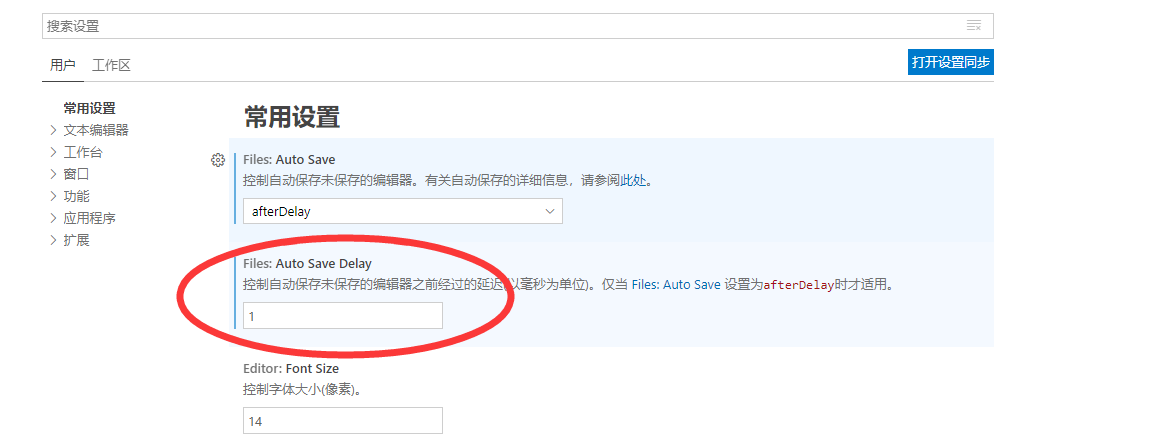 搜索设置
用户 工作区 打开设置同步
常用设置
文本编辑器
工作台
窗口
功能
应用程序
扩展
常用设置
Files: Auto Save
控制自动保存未保存的编辑器。有关自动保存的详细信息，请参阅此处。
afterDelay
Files: Auto Save Delay
控制自动保存未保存的编辑器之前经过的延迟(以毫秒为单位)。仅当 Files: Auto Save 设置为afterDelay时才适用。
1
Editor: Font Size
控制字体大小(像素)。
14